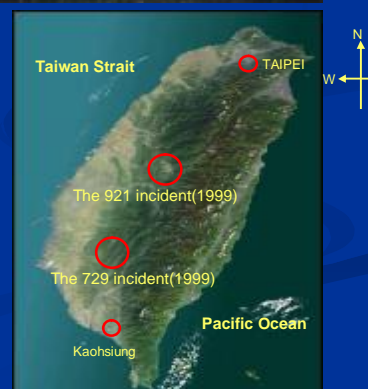 N
Taiwan Strait
TAIPEI
W
The 921 incident(1999)
The 729 incident(1999)
Pacific Ocean
Kaohsiung